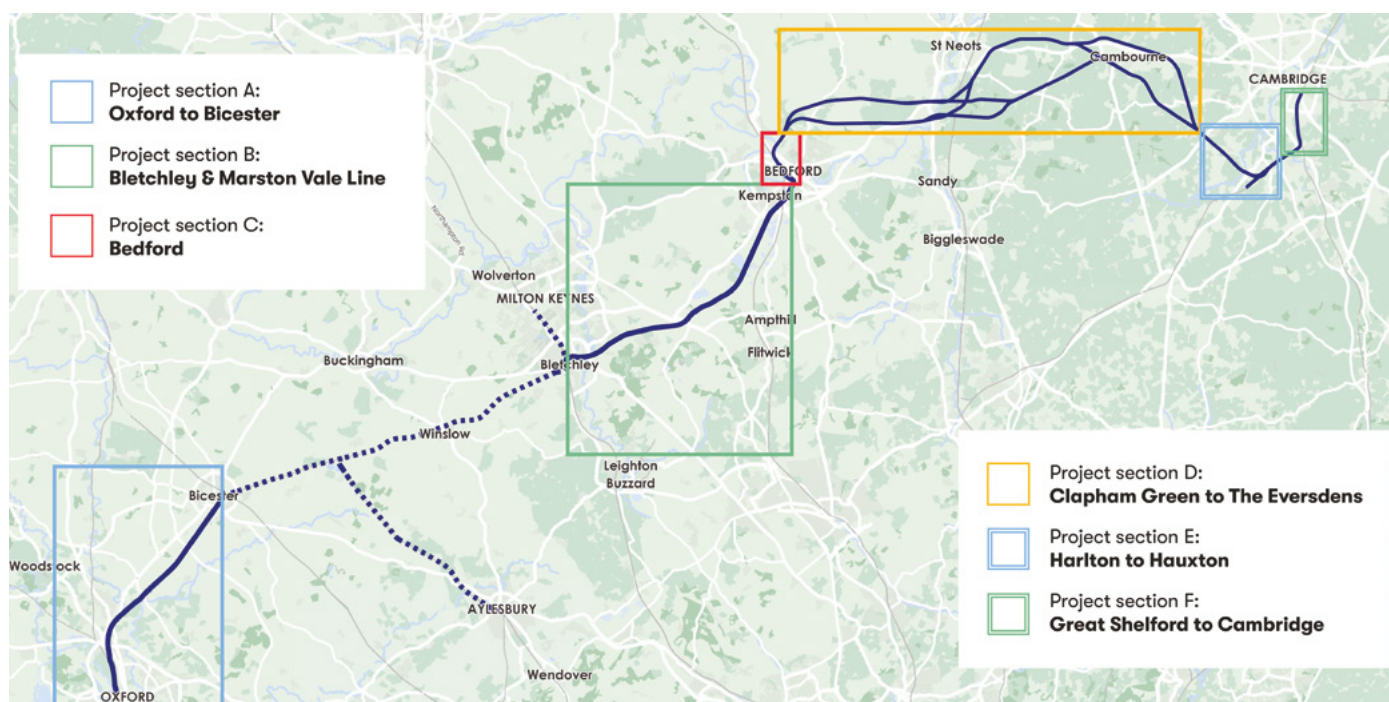 Project section A:
Oxford to Bicester
Project section B:
Bletchley & Marston Vale Line
Project section C:
Bedford
St Neots
Cambourne
CAMBRIDGE
BEDFORD
Kempston
Sandy
Biggleswade
Northampton Rd
Wolverton
MILTON KEYNES
Ampthill
Flitwick
Buckingham
Bletchley
Winslow
Leighton
Buzzard
Bicester
Woodstock
AYLESBURY
Wendover
OXFORD
Project section D:
Clapham Green to The Eversdens
Project section E:
Harlton to Hauxton
Project section F:
Great Shelford to Cambridge